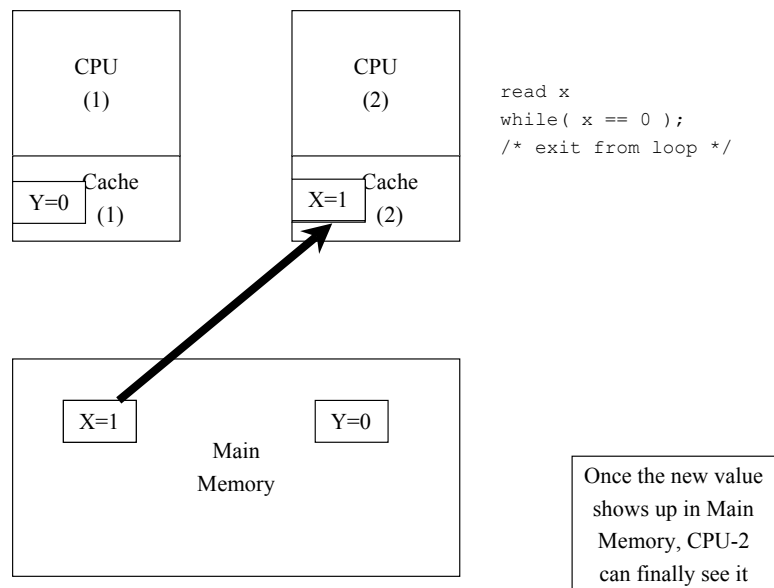 CPU
(1)
Cache
(1)
Y=0
CPU
(2)
Cache
(2)
X=1
read x
while( x == 0 );
/* exit from loop */
X=1
Y=0
Main
Memory
Once the new value
shows up in Main
Memory, CPU-2
can finally see it